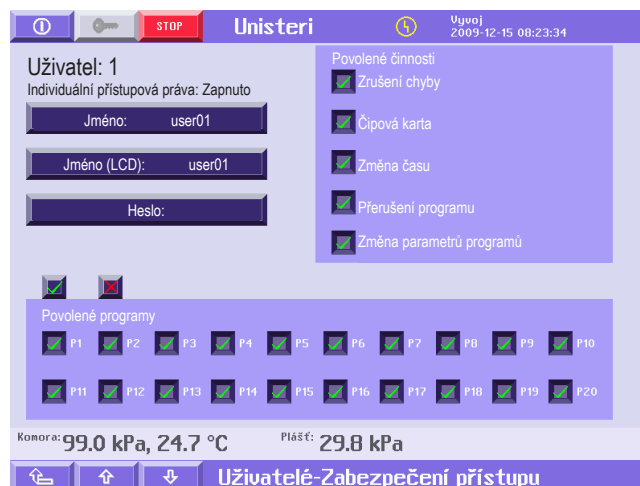 STOP Unisteri Vyvoj
2009-12-15 08:23:34
Uživatel: 1
Individuální přístupová práva: Zapnuto
Jméno: user01
Jméno (LCD): user01
Heslo:
Povolené činnosti
Zrušení chyby
Čipová karta
Změna času
Přerušení programu
Změna parametrů programů
Povolené programy
P1 P2 P3 P4 P5 P6 P7 P8 P9 P10
P11 P12 P13 P14 P15 P16 P17 P18 P19 P20
Komora: 99.0 kPa, 24.7 °C Plášť: 29.8 kPa
Uživatelé-Zabezpečení přístupu